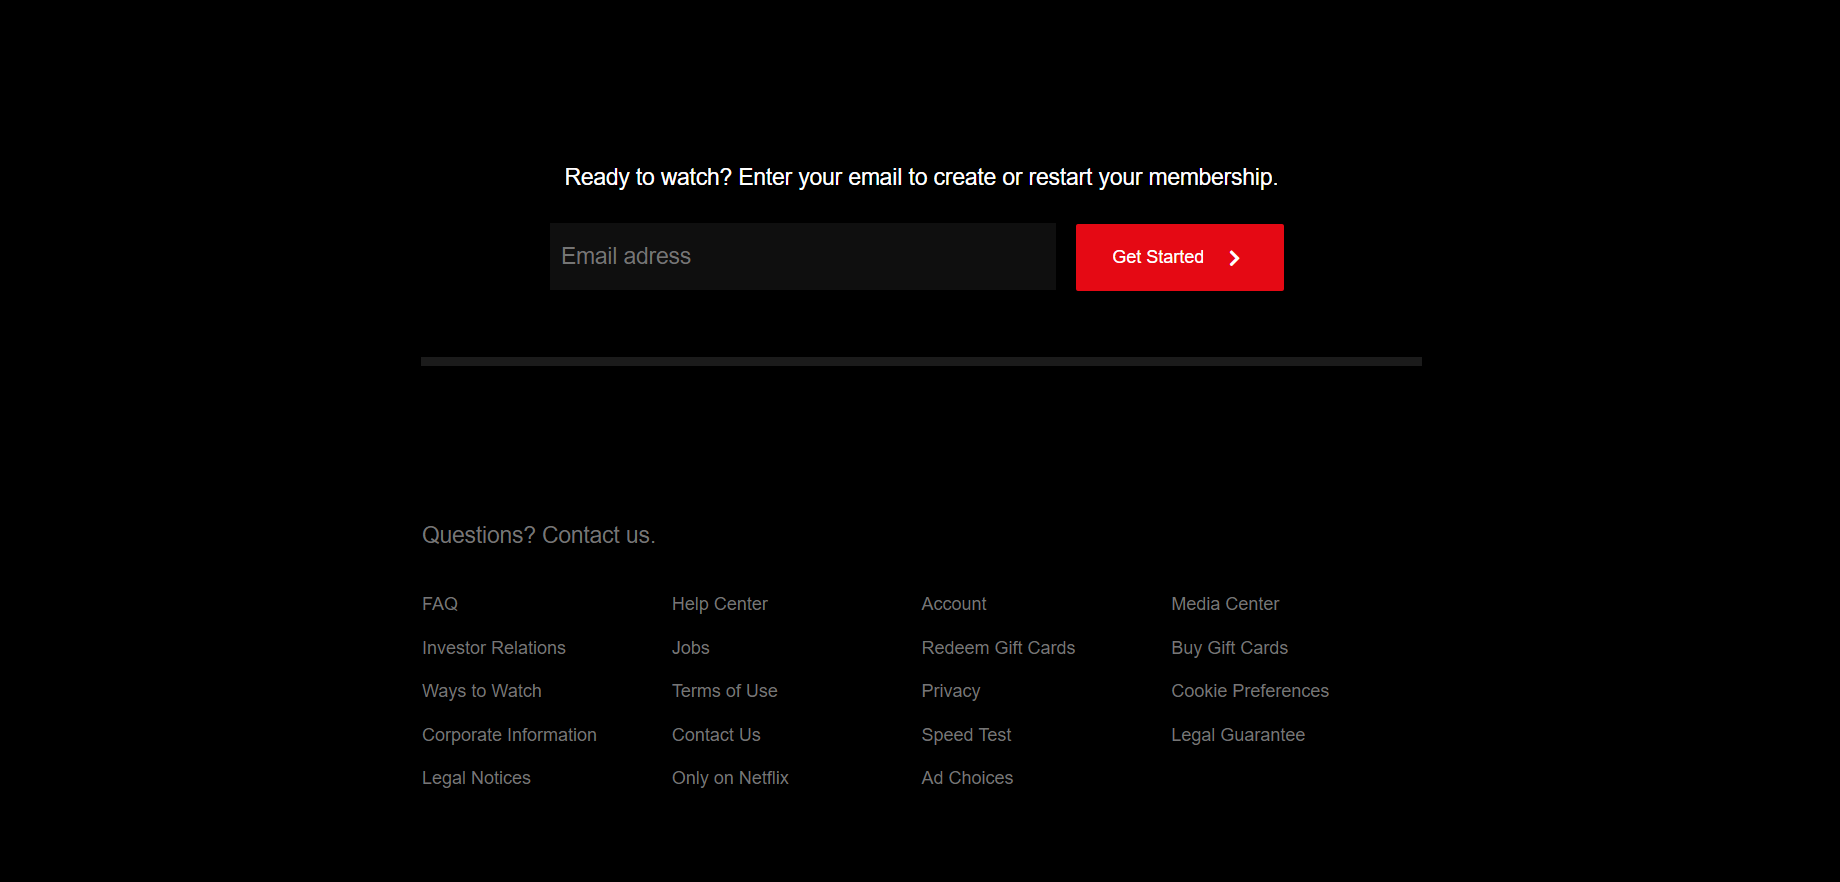 Ready to watch? Enter your email to create or restart your membership.
Email adress
Get Started
Questions? Contact us.
FAQ
Help Center
Account
Media Center
Investor Relations
Jobs
Redeem Gift Cards
Buy Gift Cards
Ways to Watch
Terms of Use
Privacy
Cookie Preferences
Corporate Information
Contact Us
Speed Test
Legal Guarantee
Legal Notices
Only on Netflix
Ad Choices